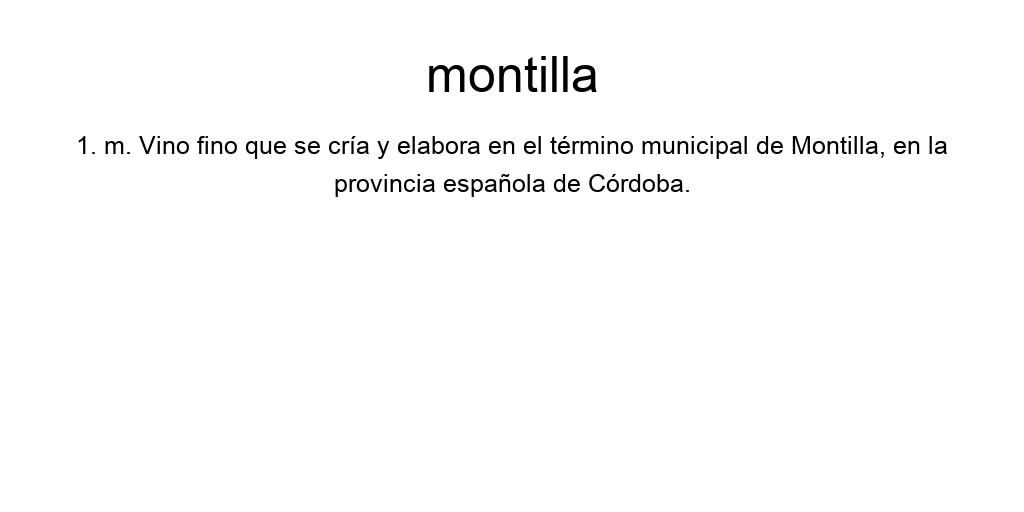 montilla
1. m. Vino fino que se cría y elabora en el término municipal de Montilla, en la
provincia española de Córdoba.